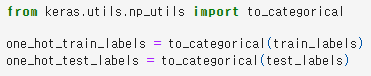 from keras.utils.np_utils import to_categorical

one_hot_train_labels = to_categorical(train_labels)
one_hot_test_labels = to_categorical(test_labels)